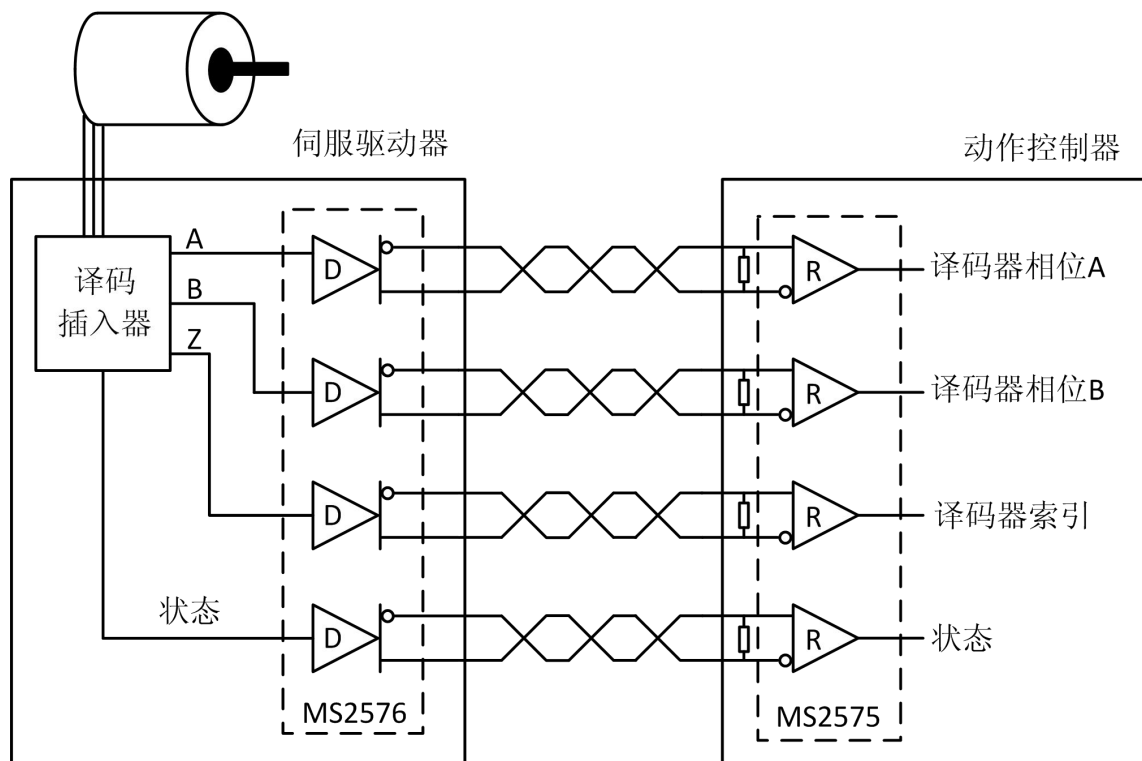 伺服驱动器
动作控制器
译码
插入器
A
B
Z
状态
D
D
D
D
MS2576
R
R
R
R
MS2575
译码器相位A
译码器相位B
译码器索引
状态